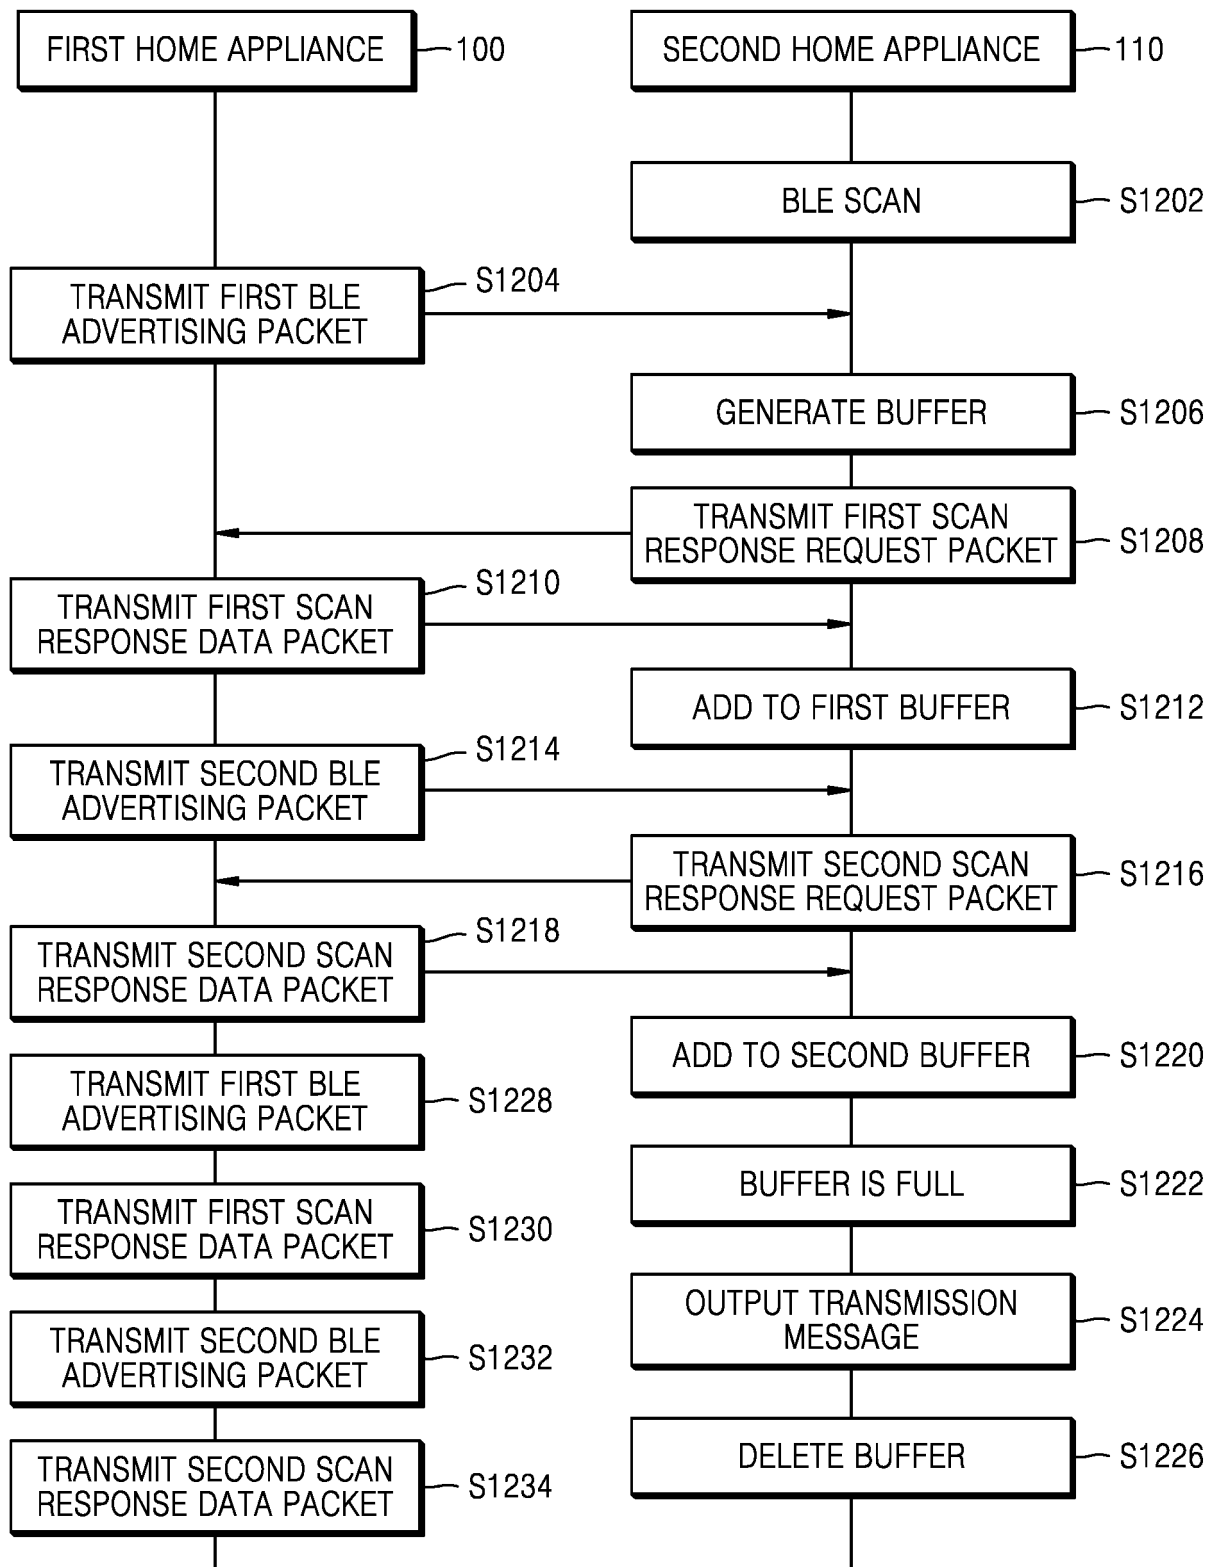 FIRST HOME APPLIANCE
100
SECOND HOME APPLIANCE
110
BLE SCAN
S1202
TRANSMIT FIRST BLE
ADVERTISING PACKET
S1204
GENERATE BUFFER
S1206
TRANSMIT FIRST SCAN
RESPONSE REQUEST PACKET
S1208
TRANSMIT FIRST SCAN
RESPONSE DATA PACKET
S1210
ADD TO FIRST BUFFER
S1212
TRANSMIT SECOND BLE
ADVERTISING PACKET
S1214
TRANSMIT SECOND SCAN
RESPONSE REQUEST PACKET
S1216
TRANSMIT SECOND SCAN
RESPONSE DATA PACKET
S1218
ADD TO SECOND BUFFER
S1220
TRANSMIT FIRST BLE
ADVERTISING PACKET
S1228
BUFFER IS FULL
S1222
TRANSMIT FIRST SCAN
RESPONSE DATA PACKET
S1230
OUTPUT TRANSMISSION
MESSAGE
S1224
TRANSMIT SECOND BLE
ADVERTISING PACKET
S1232
DELETE BUFFER
S1226
TRANSMIT SECOND SCAN
RESPONSE DATA PACKET
S1234